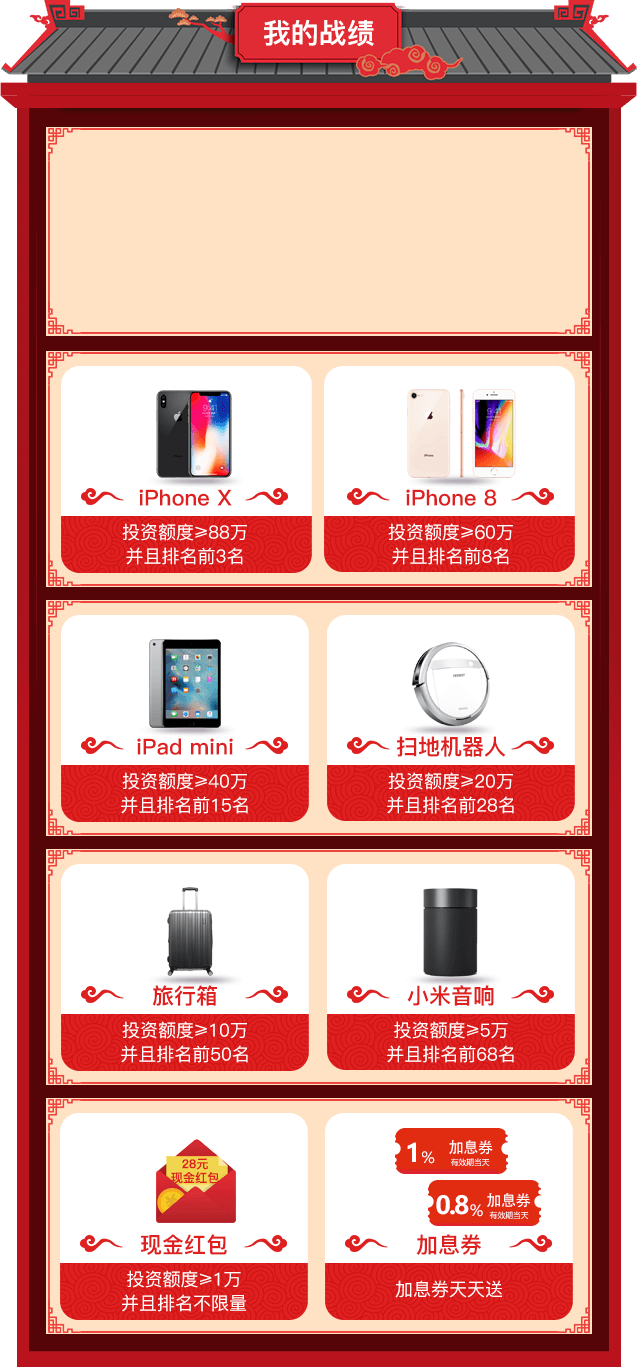 我的战绩
iPhone X
iPhone 8
投资额度≥88万
并且排名前3名
投资额度≥60万
并且排名前8名
iPad mini
扫地机器人
投资额度≥40万
并且排名前15名
投资额度≥20万
并且排名前28名
旅行箱
小米音响
投资额度≥10万
并且排名前50名
投资额度≥5万
并且排名前68名
28元
现金红包
1% 加息券
有效期当天
0.8% 加息券
有效期当天
现金红包
加息券
投资额度≥1万
并且排名不限量
加息券天天送